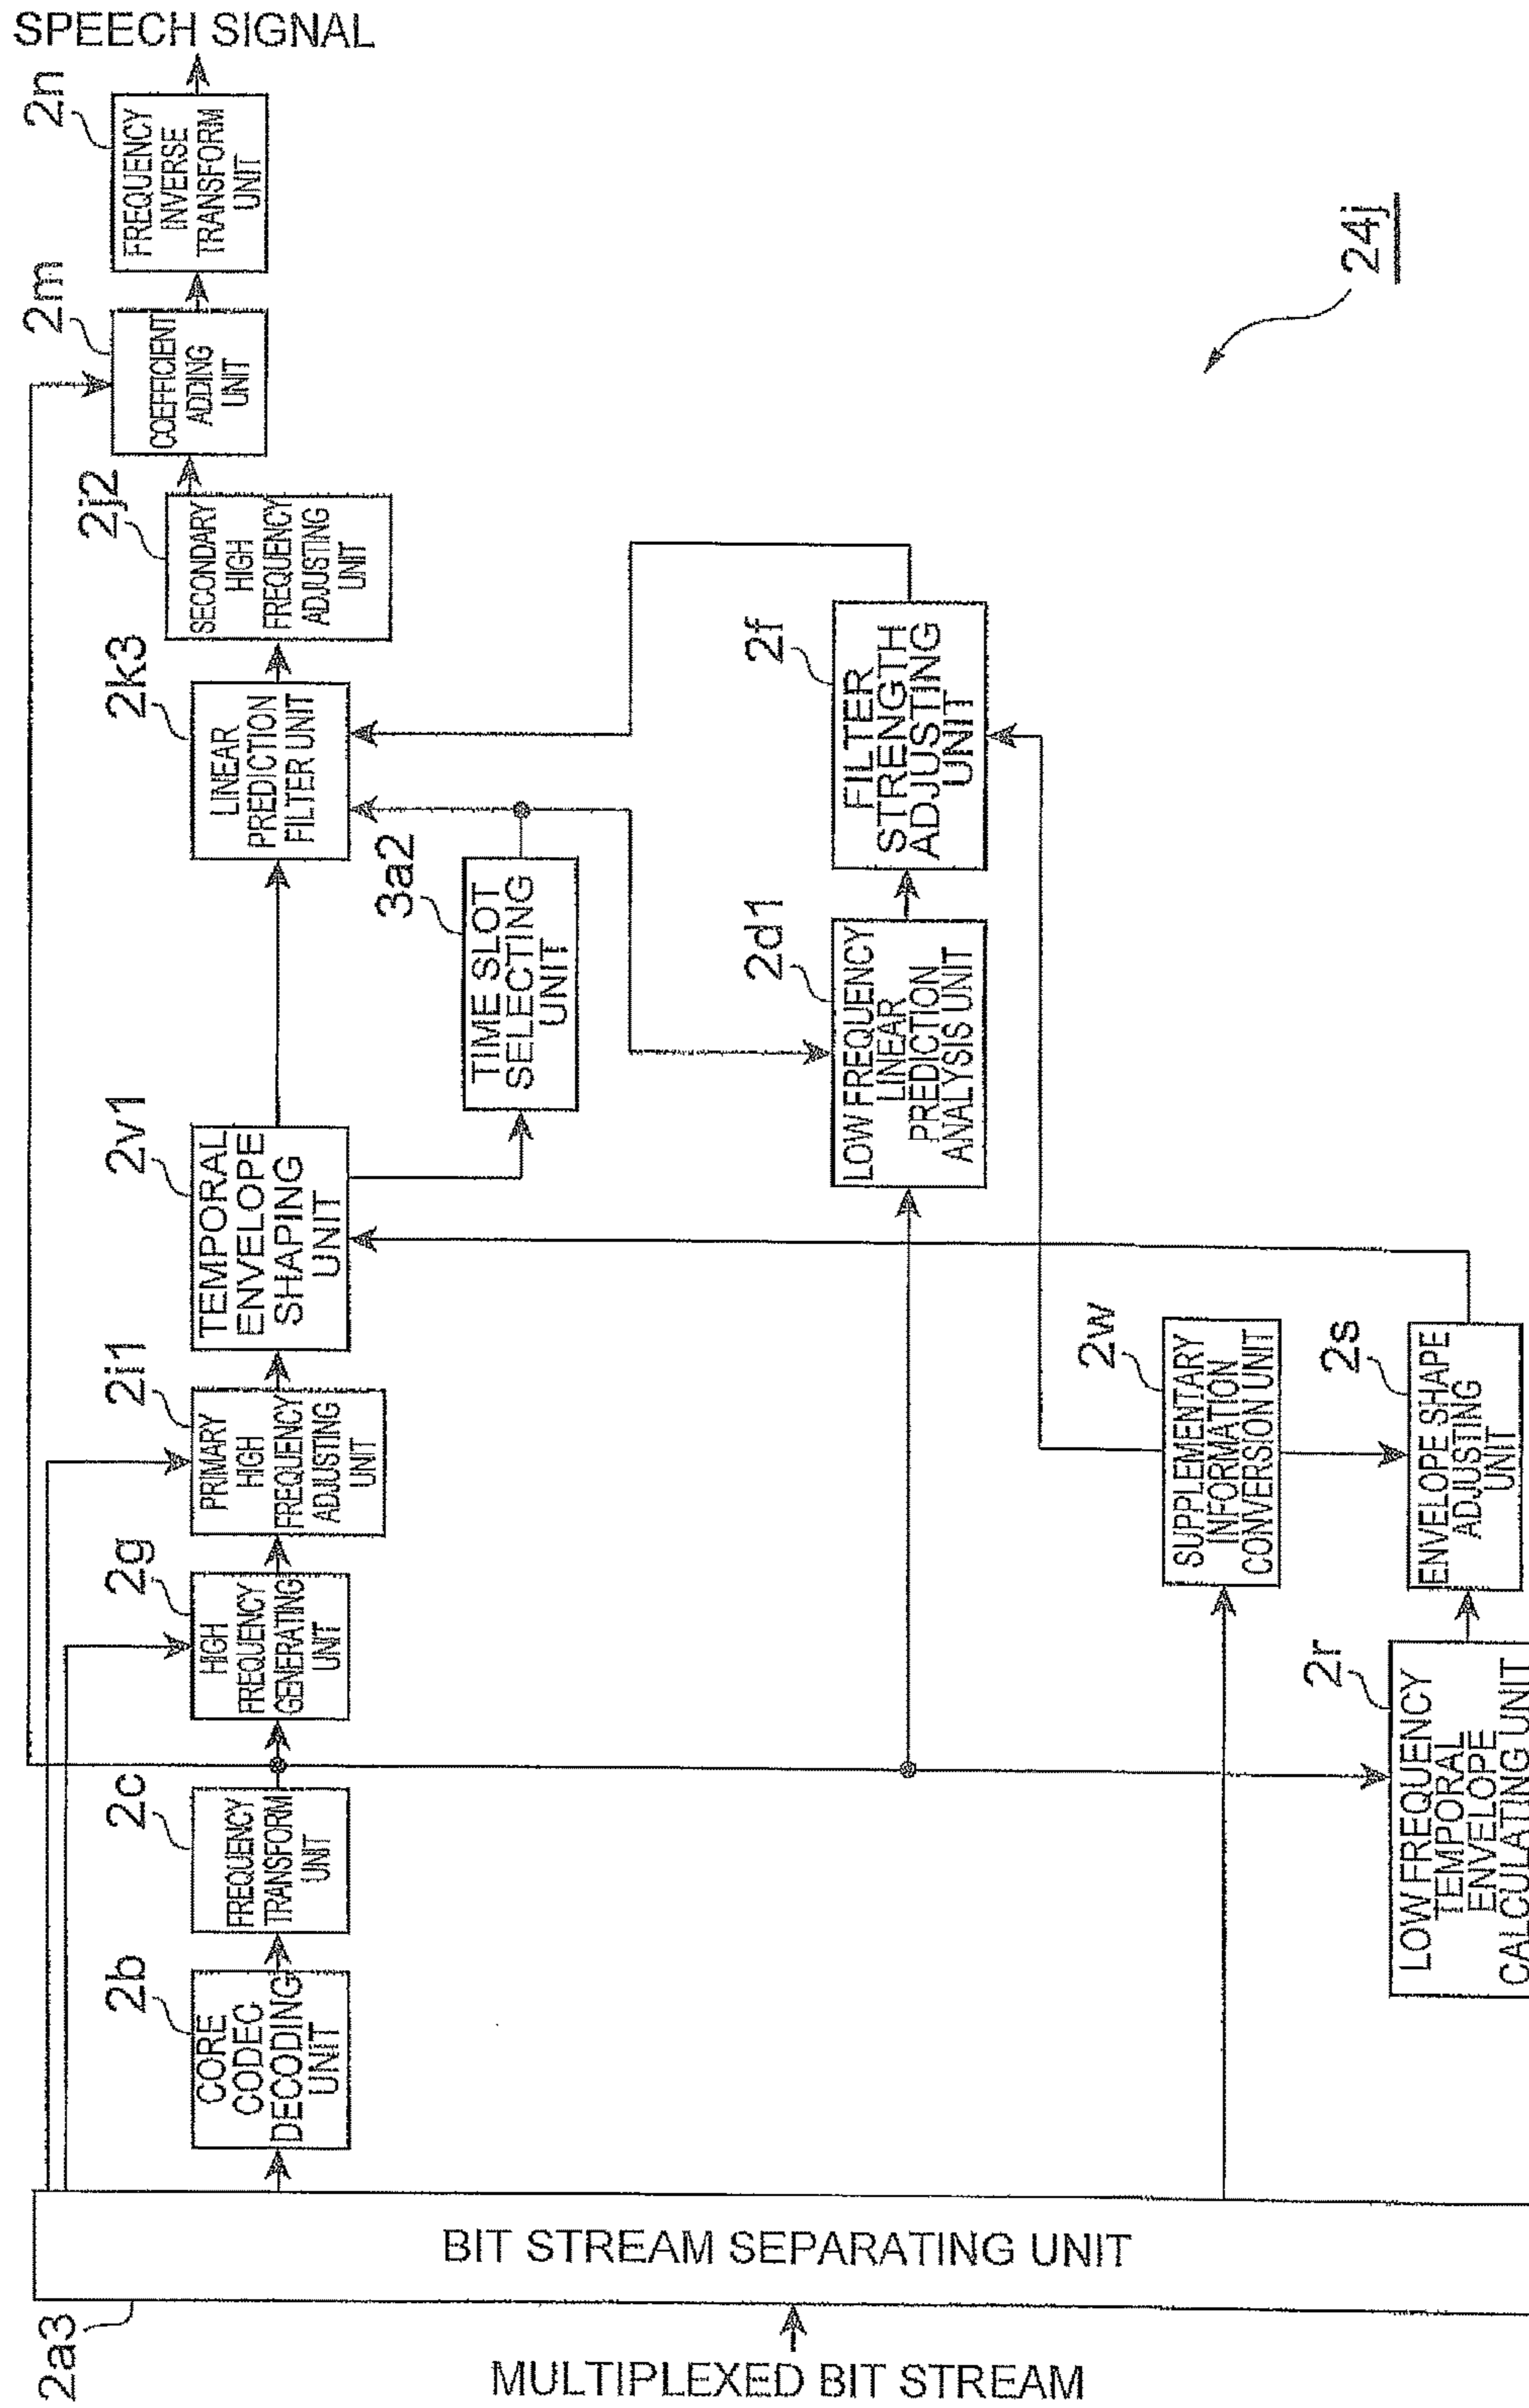 SPEECH SIGNAL
2n
FREQUENCY
INVERSE
TRANSFORM
UNIT
2m
COEFFICIENT
ADDING
UNIT
2j2
SECONDARY
HIGH
FREQUENCY
ADJUSTING
UNIT
2k3
LINEAR
PREDICTION
FILTER UNIT
24j
2f
FILTER
STRENGTH
ADJUSTING
UNIT
3a2
TIME SLOT
SELECTING
UNIT
2d1
LOW FREQUENCY
LINEAR
PREDICTION
ANALYSIS UNIT
2v1
TEMPORAL
ENVELOPE
SHAPING
UNIT
2i1
PRIMARY
HIGH
FREQUENCY
ADJUSTING
UNIT
2w
SUPPLEMENTARY
INFORMATION
CONVERSION UNIT
2s
ENVELOPE SHAPE
ADJUSTING
UNIT
2g
HIGH
FREQUENCY
GENERATING
UNIT
2r
LOW FREQUENCY
TEMPORAL
ENVELOPE
CALCULATING UNIT
2c
FREQUENCY
TRANSFORM
UNIT
2b
CORE
CODEC
DECODING
UNIT
BIT STREAM SEPARATING UNIT
2a3
MULTIPLEXED BIT STREAM